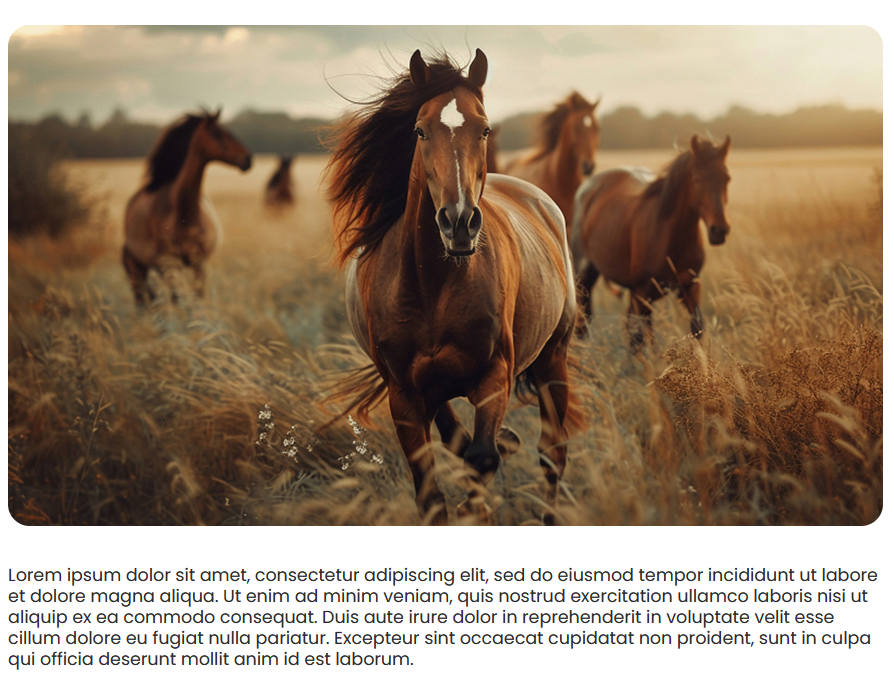 Lorem ipsum dolor sit amet, consectetur adipiscing elit, sed do eiusmod tempor incididunt ut labore
et dolore magna aliqua. Ut enim ad minim veniam, quis nostrud exercitation ullamco laboris nisi ut
aliquip ex ea commodo consequat. Duis aute irure dolor in reprehenderit in voluptate velit esse
cillum dolore eu fugiat nulla pariatur. Excepteur sint occaecat cupidatat non proident, sunt in culpa
qui officia deserunt mollit anim id est laborum.